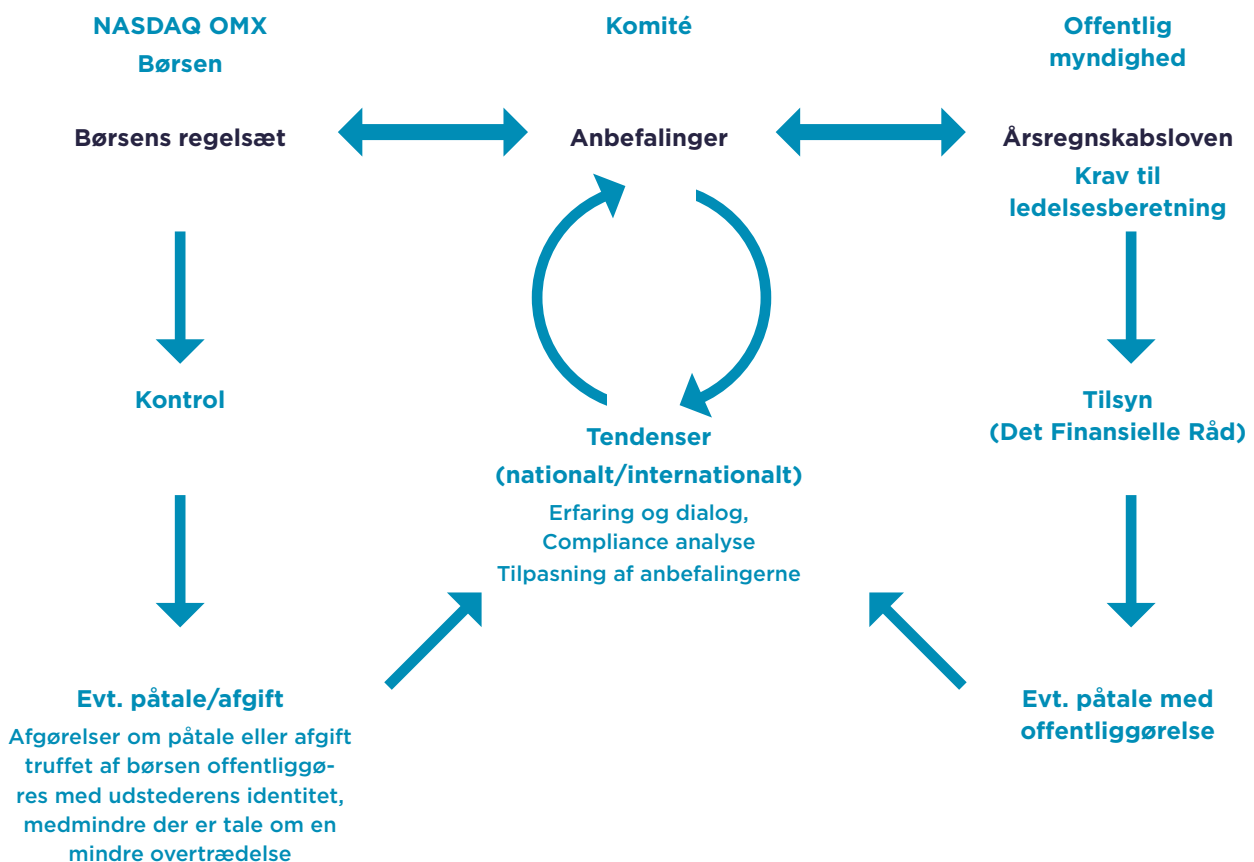 NASDAQ OMX
Børsen
Komité
Offentlig
myndighed
Børsens regelsæt
Anbefalinger
Årsregnskabsloven
Krav til
ledelsesberetning
Kontrol
Tilsyn
(Det Finansielle Råd)
Tendenser
(nationalt/internationalt)
Erfaring og dialog,
Compliance analyse
Tilpasning af anbefalingerne
Evt. påtale/afgift
Afgørelser om påtale eller afgift
truffet af børsen offentliggø-
res med udstederens identitet,
medmindre der er tale om en
mindre overtrædelse
Evt. påtale med
offentliggørelse